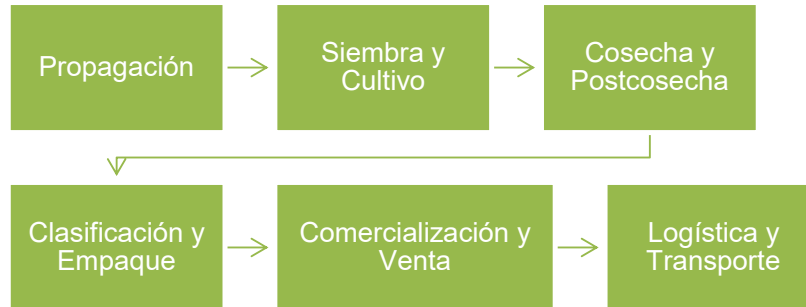 Propagación
Siembra y
Cultivo
Cosecha y
Postcosecha
Clasificación y
Empaque
Comercialización y
Venta
Logística y
Transporte